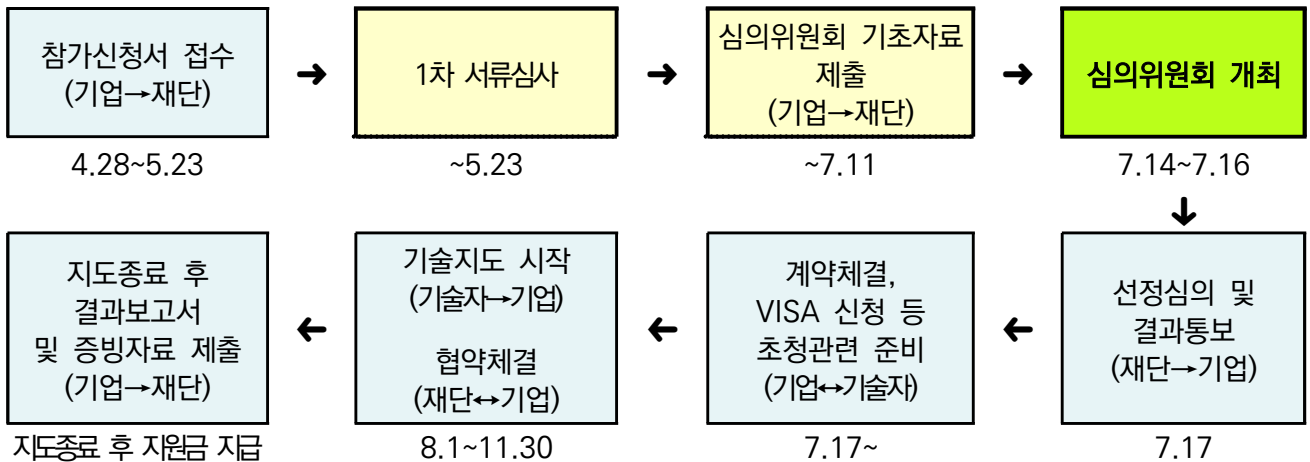 참가신청서 접수
(기업→재단)
4.28~5.23
➜
1차 서류심사
~5.23
➜
심의위원회 기초자료
제출
(기업→재단)
~7.11
➜
심의위원회 개최
7.14~7.16
↓
선정심의 및
결과통보
(재단→기업)
7.17
←
계약체결,
VISA 신청 등
초청관련 준비
(기업↔기술자)
7.17~
←
기술지도 시작
(기술자→기업)
협약체결
(재단↔기업)
8.1~11.30
←
지도종료 후
결과보고서
및 증빙자료 제출
(기업→재단)
지도종료 후 지원금 지급